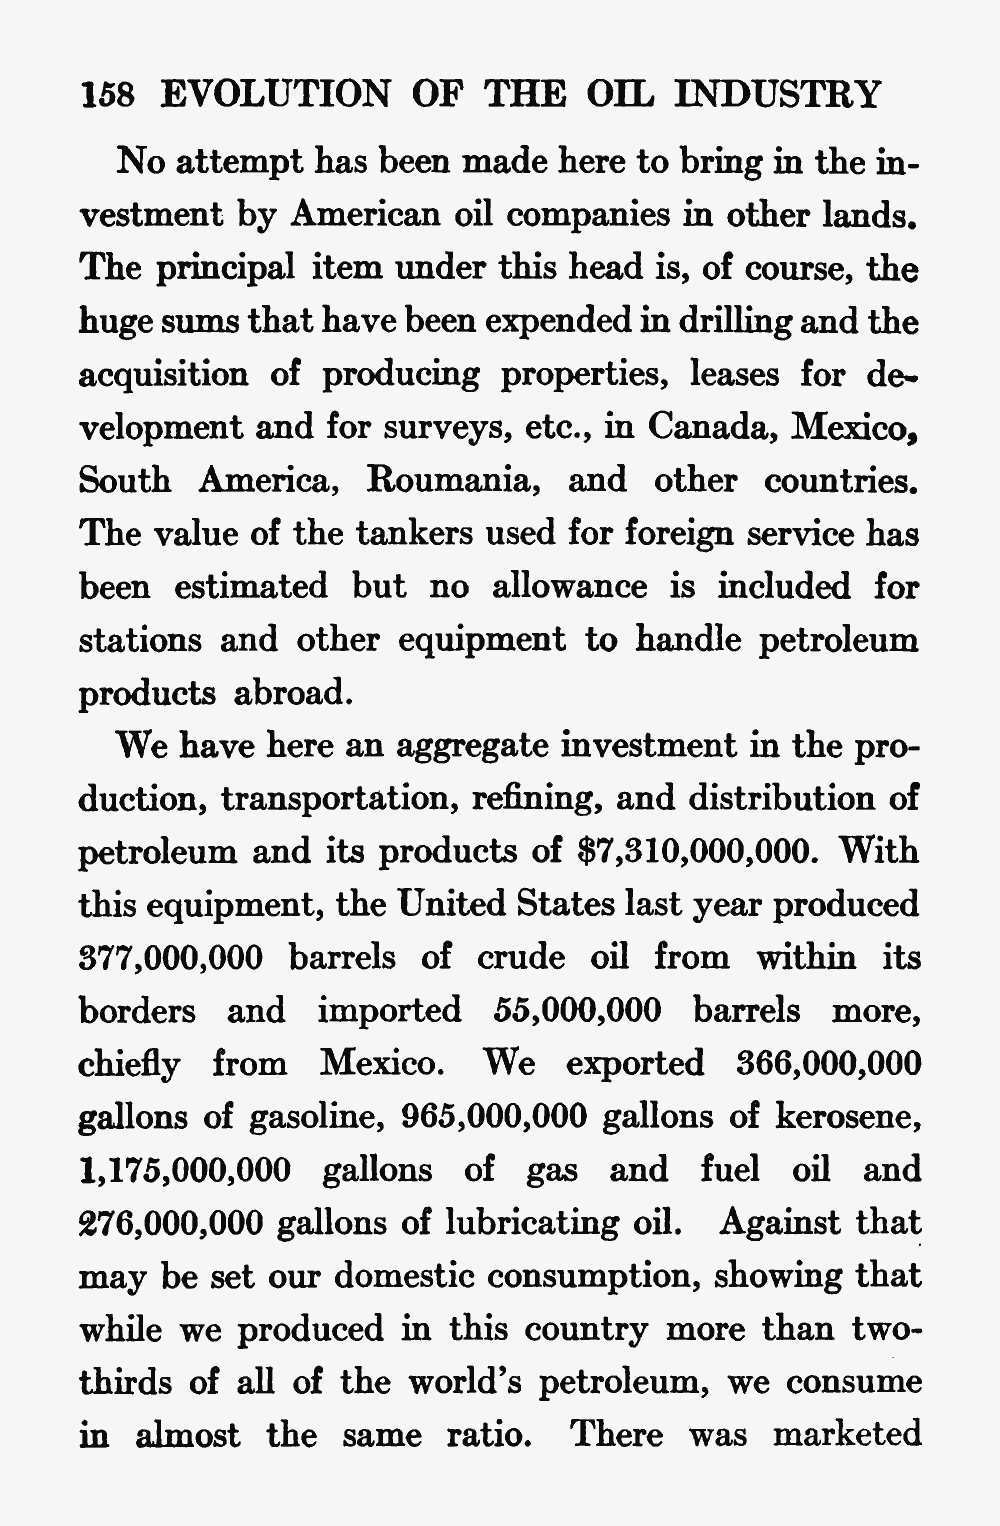 158 EVOLUTION OF THE OIL INDUSTRY
No attempt has been made here to bring in the in-
vestment by American oil companies in other lands.
The principal item under this head is, of course, the
huge sums that have been expended in drilling and the
acquisition of producing properties, leases for de-
velopment and for surveys, etc., in Canada, Mexico,
South America, Roumania, and other countries.
The value of the tankers used for foreign service has
been estimated but no allowance is included for
stations and other equipment to handle petroleum
products abroad.
We have here an aggregate investment in the pro-
duction, transportation, refining, and distribution of
petroleum and its products of $7,310,000,000. With
this equipment, the United States last year produced
377,000,000 barrels of crude oil from within its
borders and imported 55,000,000 barrels more,
chiefly from Mexico. We exported 366,000,000
gallons of gasoline, 965,000,000 gallons of kerosene,
1,175,000,000 gallons of gas and fuel oil and
276,000,000 gallons of lubricating oil. Against that
may be set our domestic consumption, showing that
while we produced in this country more than two-
thirds of all of the world's petroleum, we consume
in almost the same ratio. There was marketed